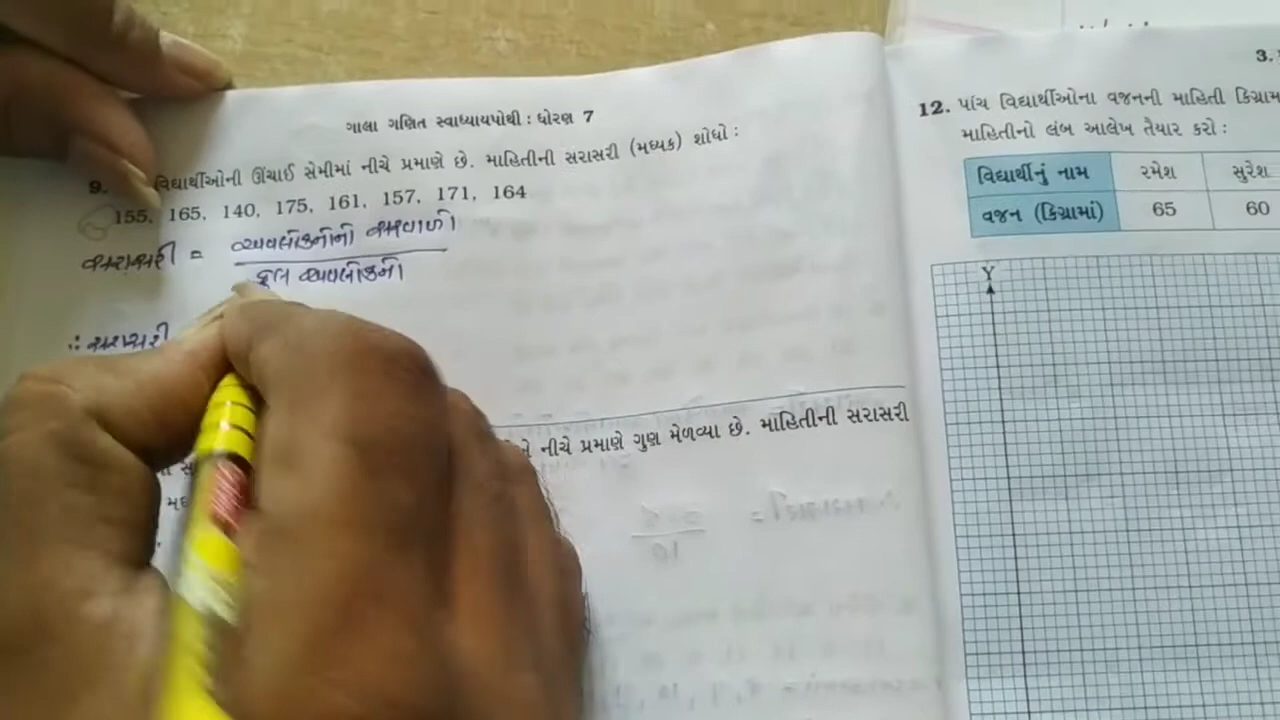 ગાલા ગણિત સ્વાધ્યાયપોથી : ધોરણ 7
9. વિદ્યાર્થીઓની ઊંચાઈ સેમીમાં નીચે પ્રમાણે છે. માહિતીની સરાસરી (મધ્યક) શોધો :
155, 165, 140, 175, 161, 157, 171, 164
સરાસરી = અવલોકનોનો સરવાળો
કુલ અવલોકનો
∴ સરાસરી
નીચે પ્રમાણે ગુણ મેળવ્યા છે. માહિતીની સરાસરી
3.
12. પાંચ વિદ્યાર્થીઓના વજનની માહિતી કિગ્રામ
માહિતીનો લંબ આલેખ તૈયાર કરો :
વિદ્યાર્થીનું નામ રમેશ સુરેશ
વજન (કિગ્રામાં) 65 60
Y